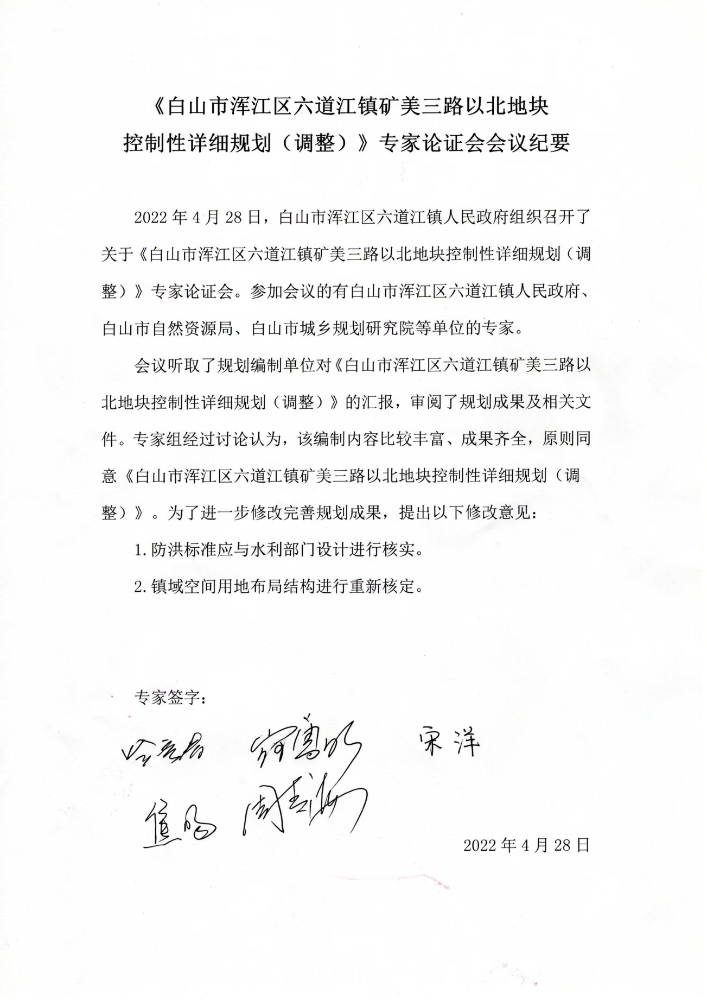 《白山市浑江区六道江镇矿美三路以北地块
控制性详细规划（调整）》专家论证会会议纪要
2022年4月28日，白山市浑江区六道江镇人民政府组织召开了
关于《白山市浑江区六道江镇矿美三路以北地块控制性详细规划（调
整）》专家论证会。参加会议的有白山市浑江区六道江镇人民政府、
白山市自然资源局、白山市城乡规划研究院等单位的专家。
会议听取了规划编制单位对《白山市浑江区六道江镇矿美三路以
北地块控制性详细规划（调整）》的汇报，审阅了规划成果及相关文
件。专家组经过讨论认为，该编制内容比较丰富、成果齐全，原则同
意《白山市浑江区六道江镇矿美三路以北地块控制性详细规划（调
整）》。为了进一步修改完善规划成果，提出以下修改意见：
1.防洪标准应与水利部门设计进行核实。
2.镇域空间用地布局结构进行重新核定。
专家签字：
宋洋
2022年4月28日